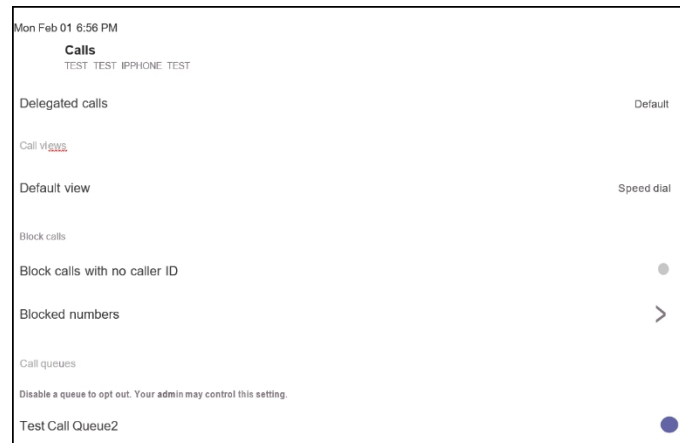 Mon Feb 01 6:56 PM
Calls
TEST TEST IPPHONE TEST
Delegated calls Default
Call views
Default view Speed dial
Block calls
Block calls with no caller ID
Blocked numbers
Call queues
Disable a queue to opt out. Your admin may control this setting.
Test Call Queue2